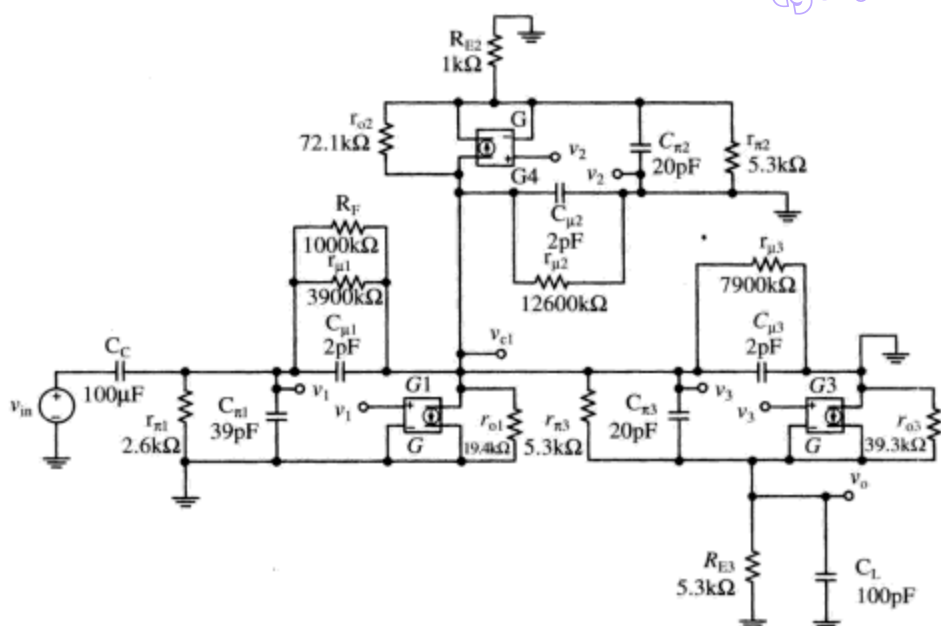 R_E2
1kΩ
r_o2
72.1kΩ
G
v_2
G4
C_π2
20pF
r_π2
5.3kΩ
v_2
R_F
1000kΩ
r_μ1
3900kΩ
C_μ1
2pF
C_μ2
2pF
r_μ2
12600kΩ
r_μ3
7900kΩ
C_μ3
2pF
v_c1
C_C
100μF
v_in
r_π1
2.6kΩ
C_π1
39pF
v_1
v_1
G1
G
r_o1
19.4kΩ
r_π3
5.3kΩ
C_π3
20pF
v_3
v_3
G3
G
r_o3
39.3kΩ
v_o
R_E3
5.3kΩ
C_L
100pF